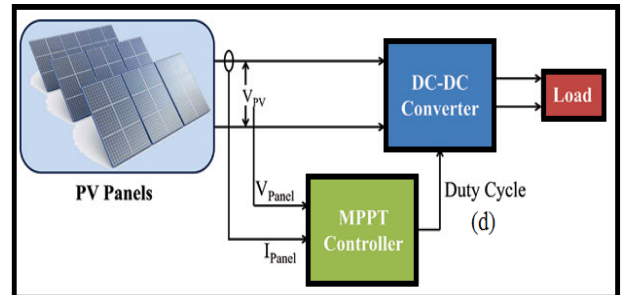 PV Panels
V_PV
DC-DC
Converter
Load
V_Panel
I_Panel
MPPT
Controller
Duty Cycle
(d)